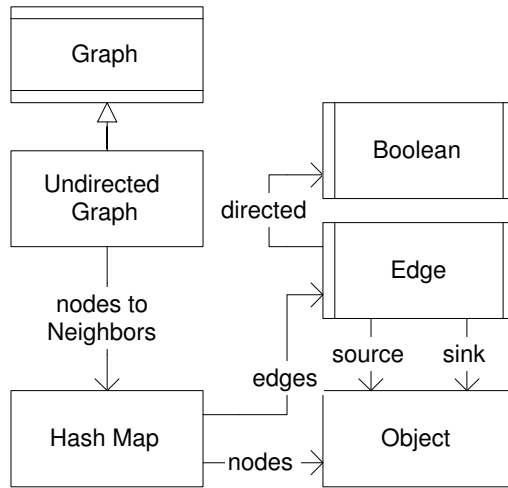 Graph
Undirected
Graph
Boolean
directed
Edge
nodes to
Neighbors
source
sink
edges
Hash Map
nodes
Object